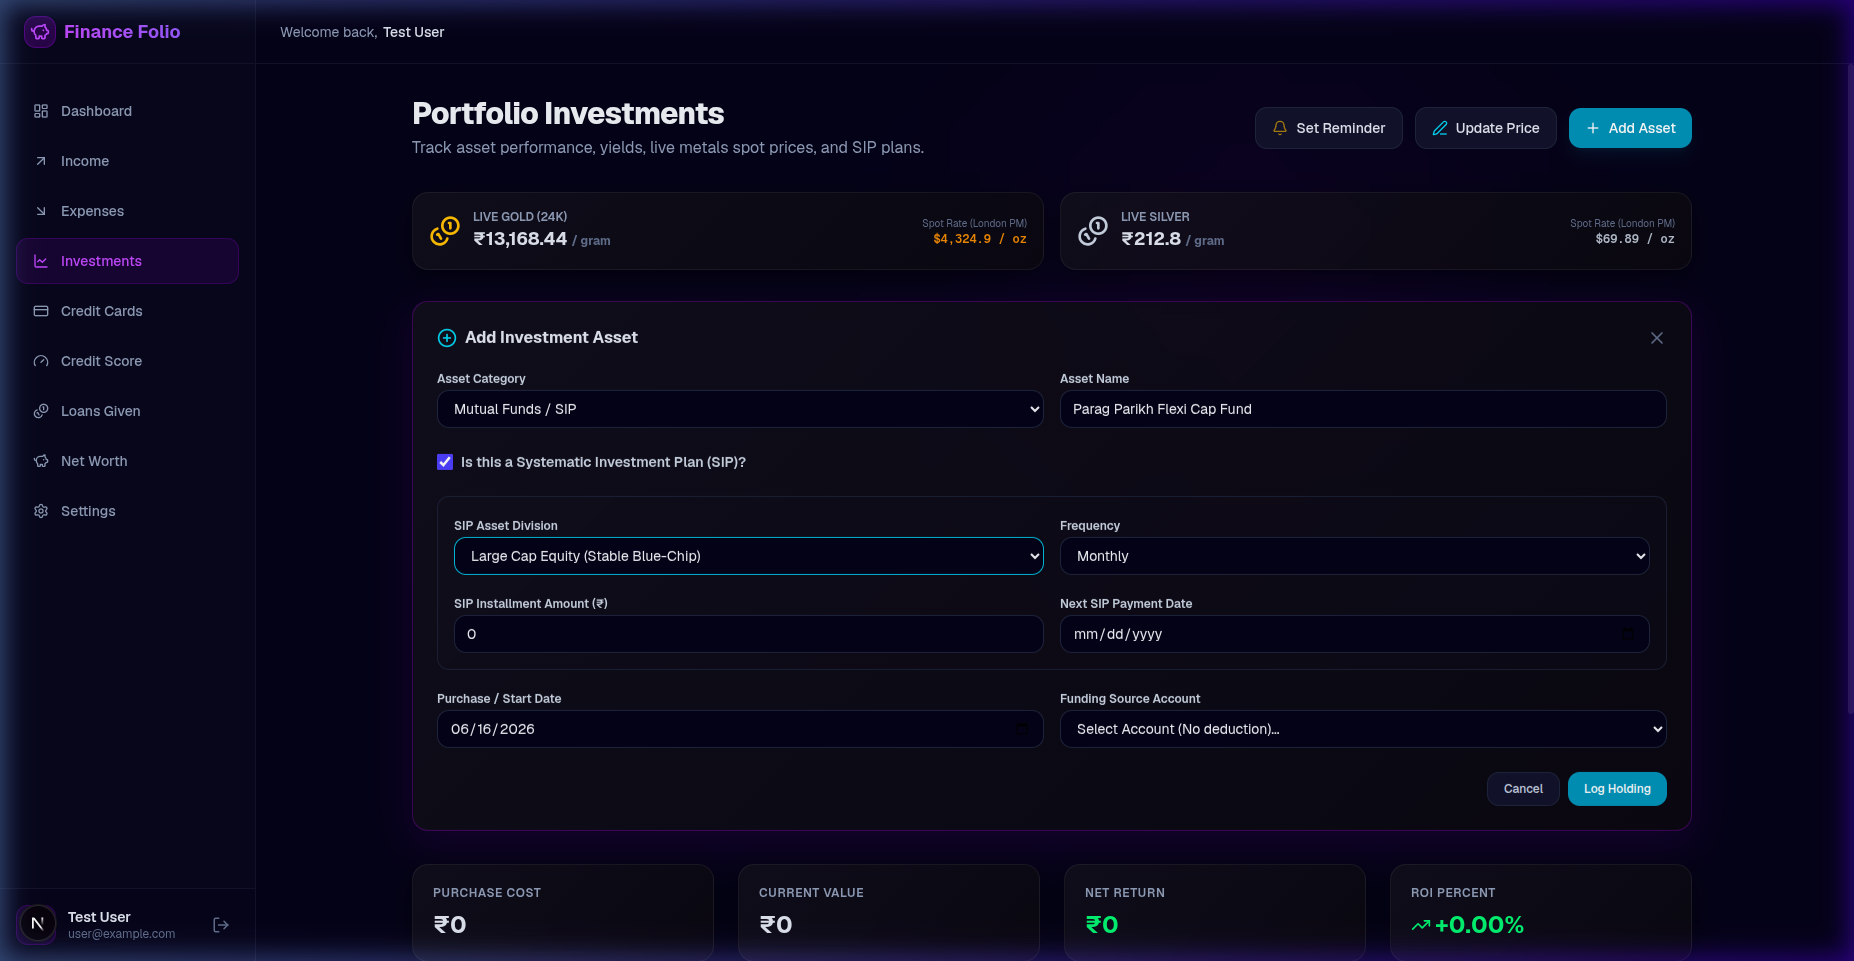 Finance Folio
Welcome back, Test User
Dashboard
Income
Expenses
Investments
Credit Cards
Credit Score
Loans Given
Net Worth
Settings
Test User
user@example.com
N
Portfolio Investments
Track asset performance, yields, live metals spot prices, and SIP plans.
Set Reminder
Update Price
Add Asset
LIVE GOLD (24K)
₹13,168.44 / gram
Spot Rate (London PM)
$4,324.9 / oz
LIVE SILVER
₹212.8 / gram
Spot Rate (London PM)
$69.89 / oz
Add Investment Asset
Asset Category
Mutual Funds / SIP
Asset Name
Parag Parikh Flexi Cap Fund
Is this a Systematic Investment Plan (SIP)?
SIP Asset Division
Large Cap Equity (Stable Blue-Chip)
Frequency
Monthly
SIP Installment Amount (₹)
0
Next SIP Payment Date
mm/dd/yyyy
Purchase / Start Date
06/16/2026
Funding Source Account
Select Account (No deduction)...
Cancel
Log Holding
PURCHASE COST
₹0
CURRENT VALUE
₹0
NET RETURN
₹0
ROI PERCENT
+0.00%